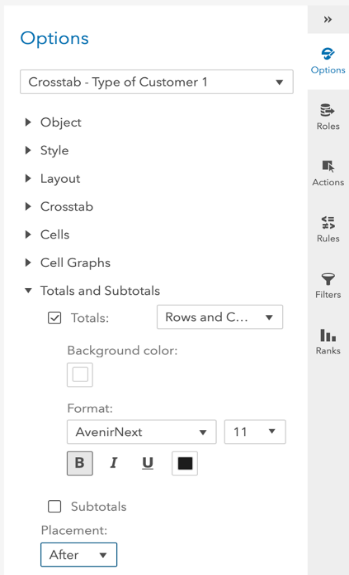 Options
Crosstab - Type of Customer 1
Object
Style
Layout
Crosstab
Cells
Cell Graphs
Totals and Subtotals
Totals: Rows and C...
Background color:
Format:
AvenirNext 11
B I U
Subtotals
Placement:
After
»
Options
Roles
Actions
Rules
Filters
Ranks